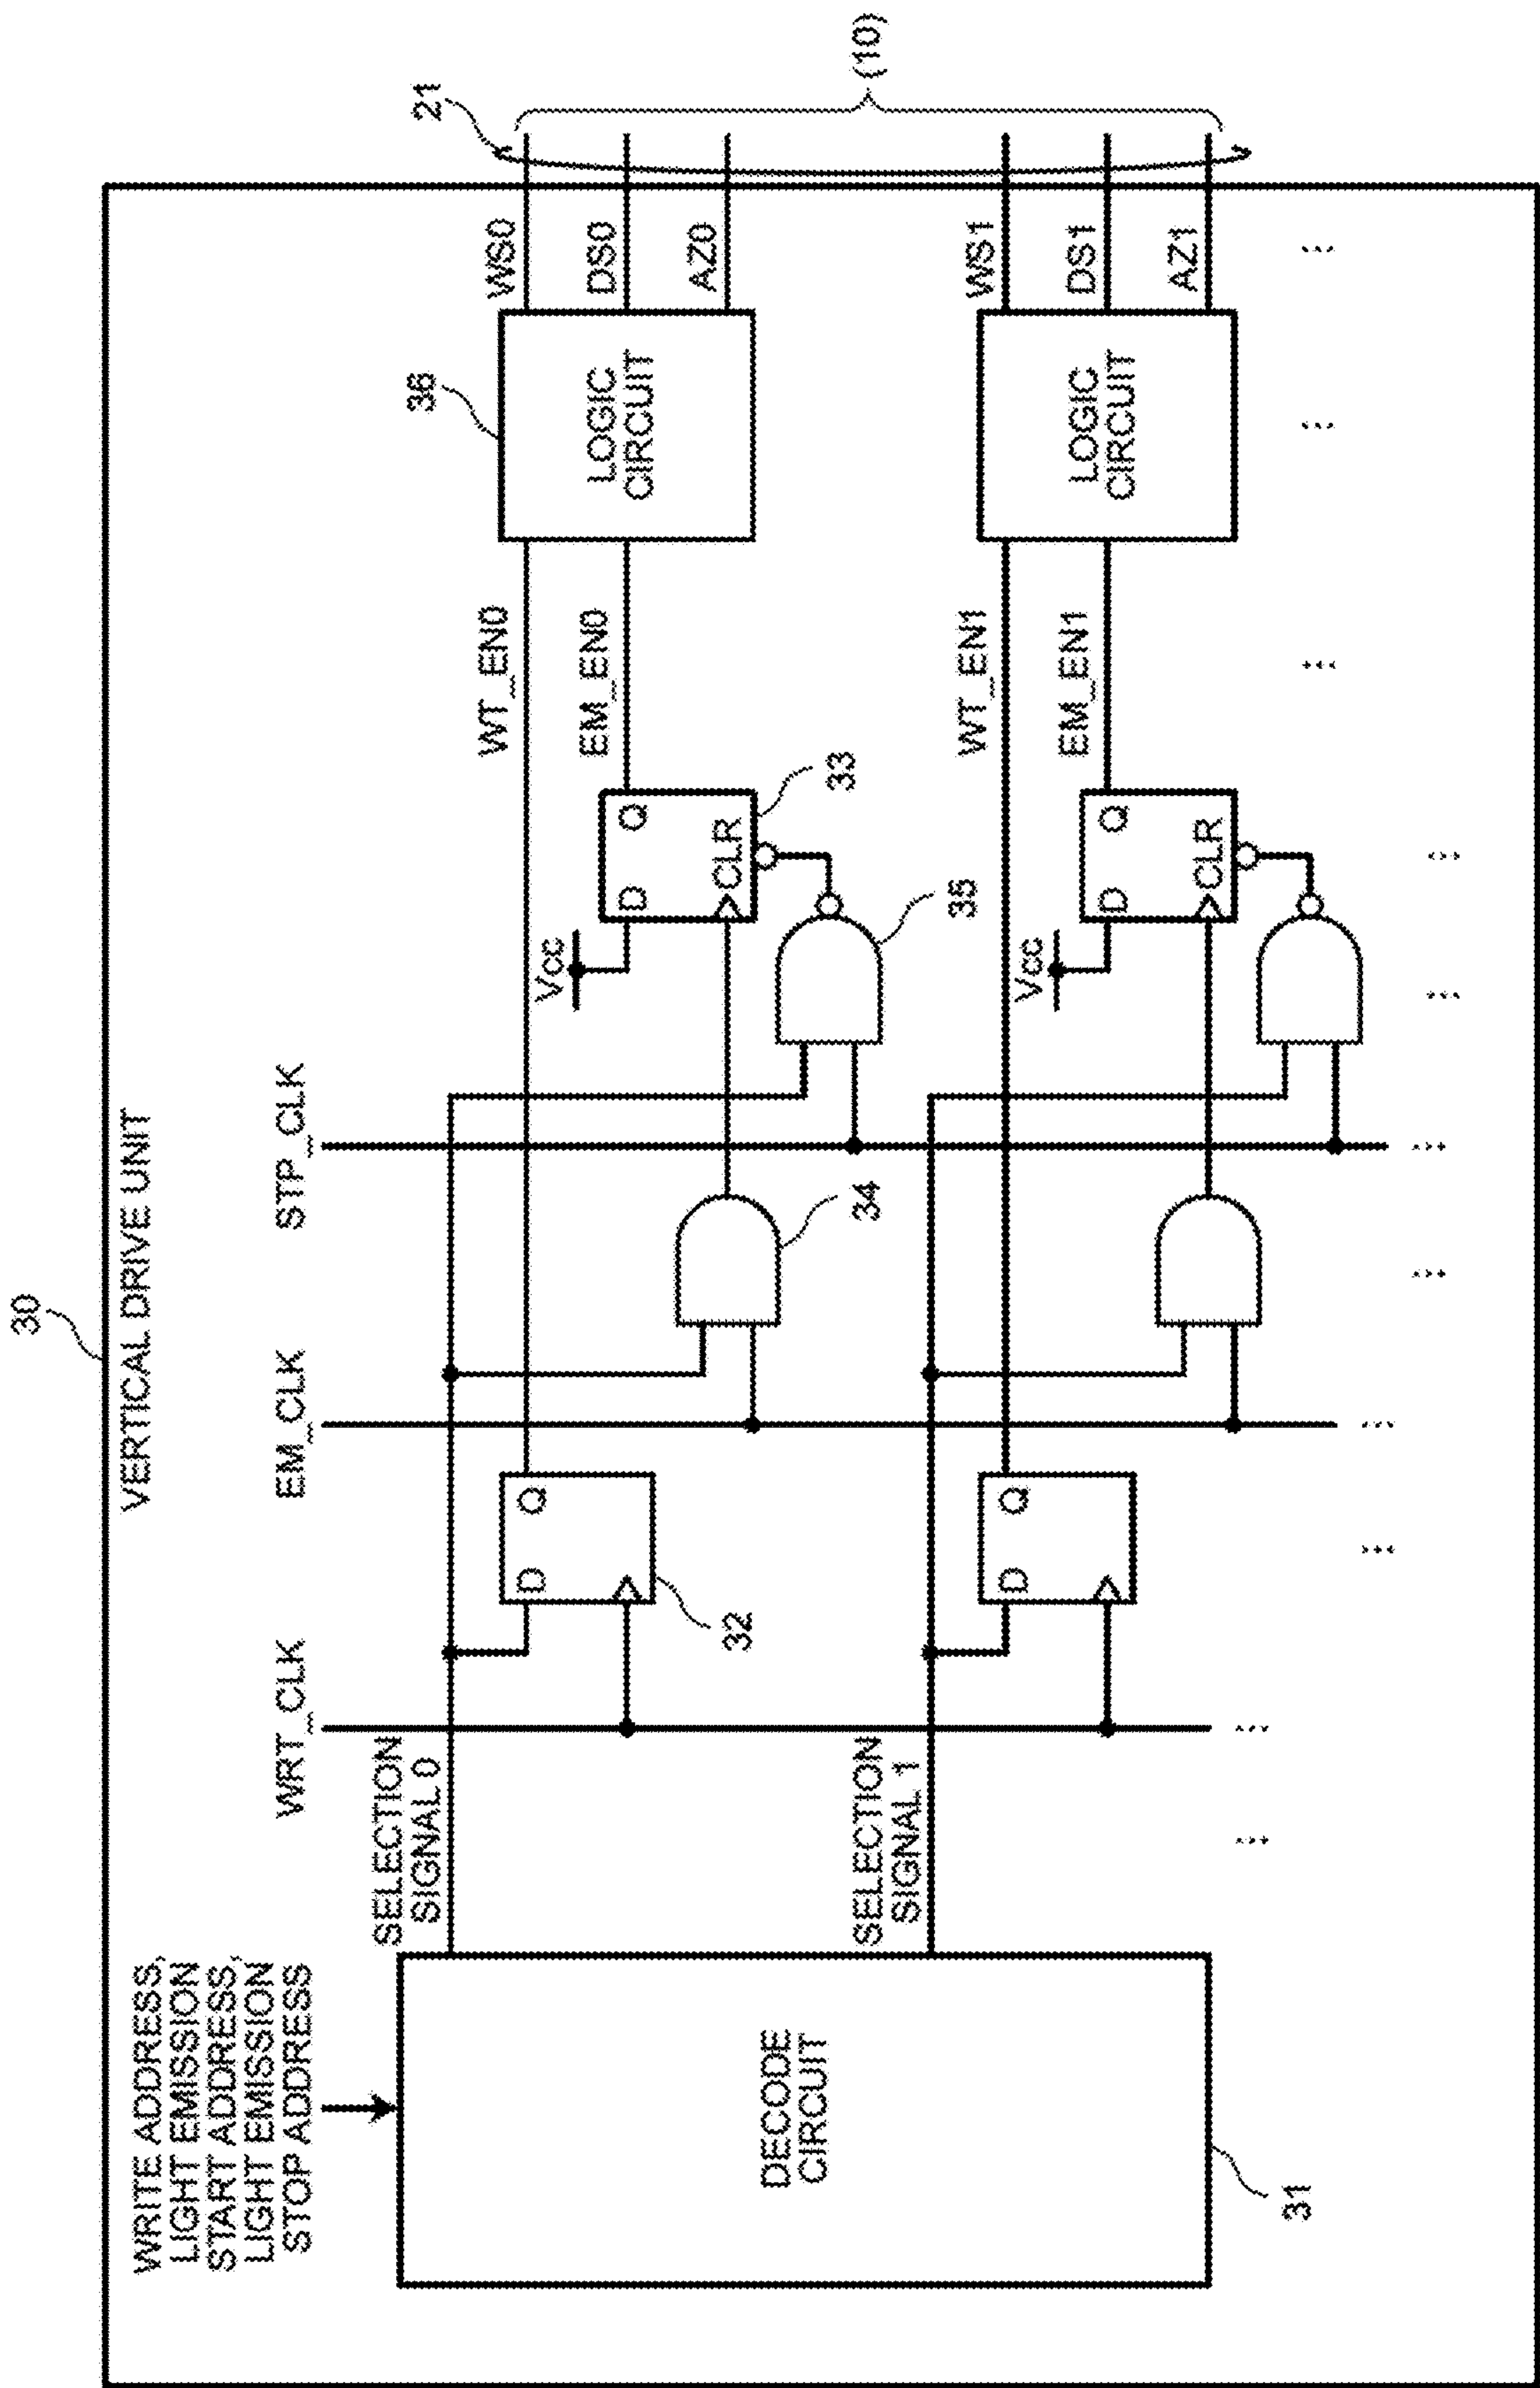 30
VERTICAL DRIVE UNIT
WRITE ADDRESS,
LIGHT EMISSION
START ADDRESS,
LIGHT EMISSION
STOP ADDRESS
WRT_CLK
EM_CLK
STP_CLK
21
(10)
SELECTION
SIGNAL 0
D
Q
32
34
Vcc
D
Q
CLR
33
35
WT_EN0
EM_EN0
36
LOGIC
CIRCUIT
WS0
DS0
AZ0
DECODE
CIRCUIT
31
SELECTION
SIGNAL 1
D
Q
Vcc
D
Q
CLR
WT_EN1
EM_EN1
LOGIC
CIRCUIT
WS1
DS1
AZ1